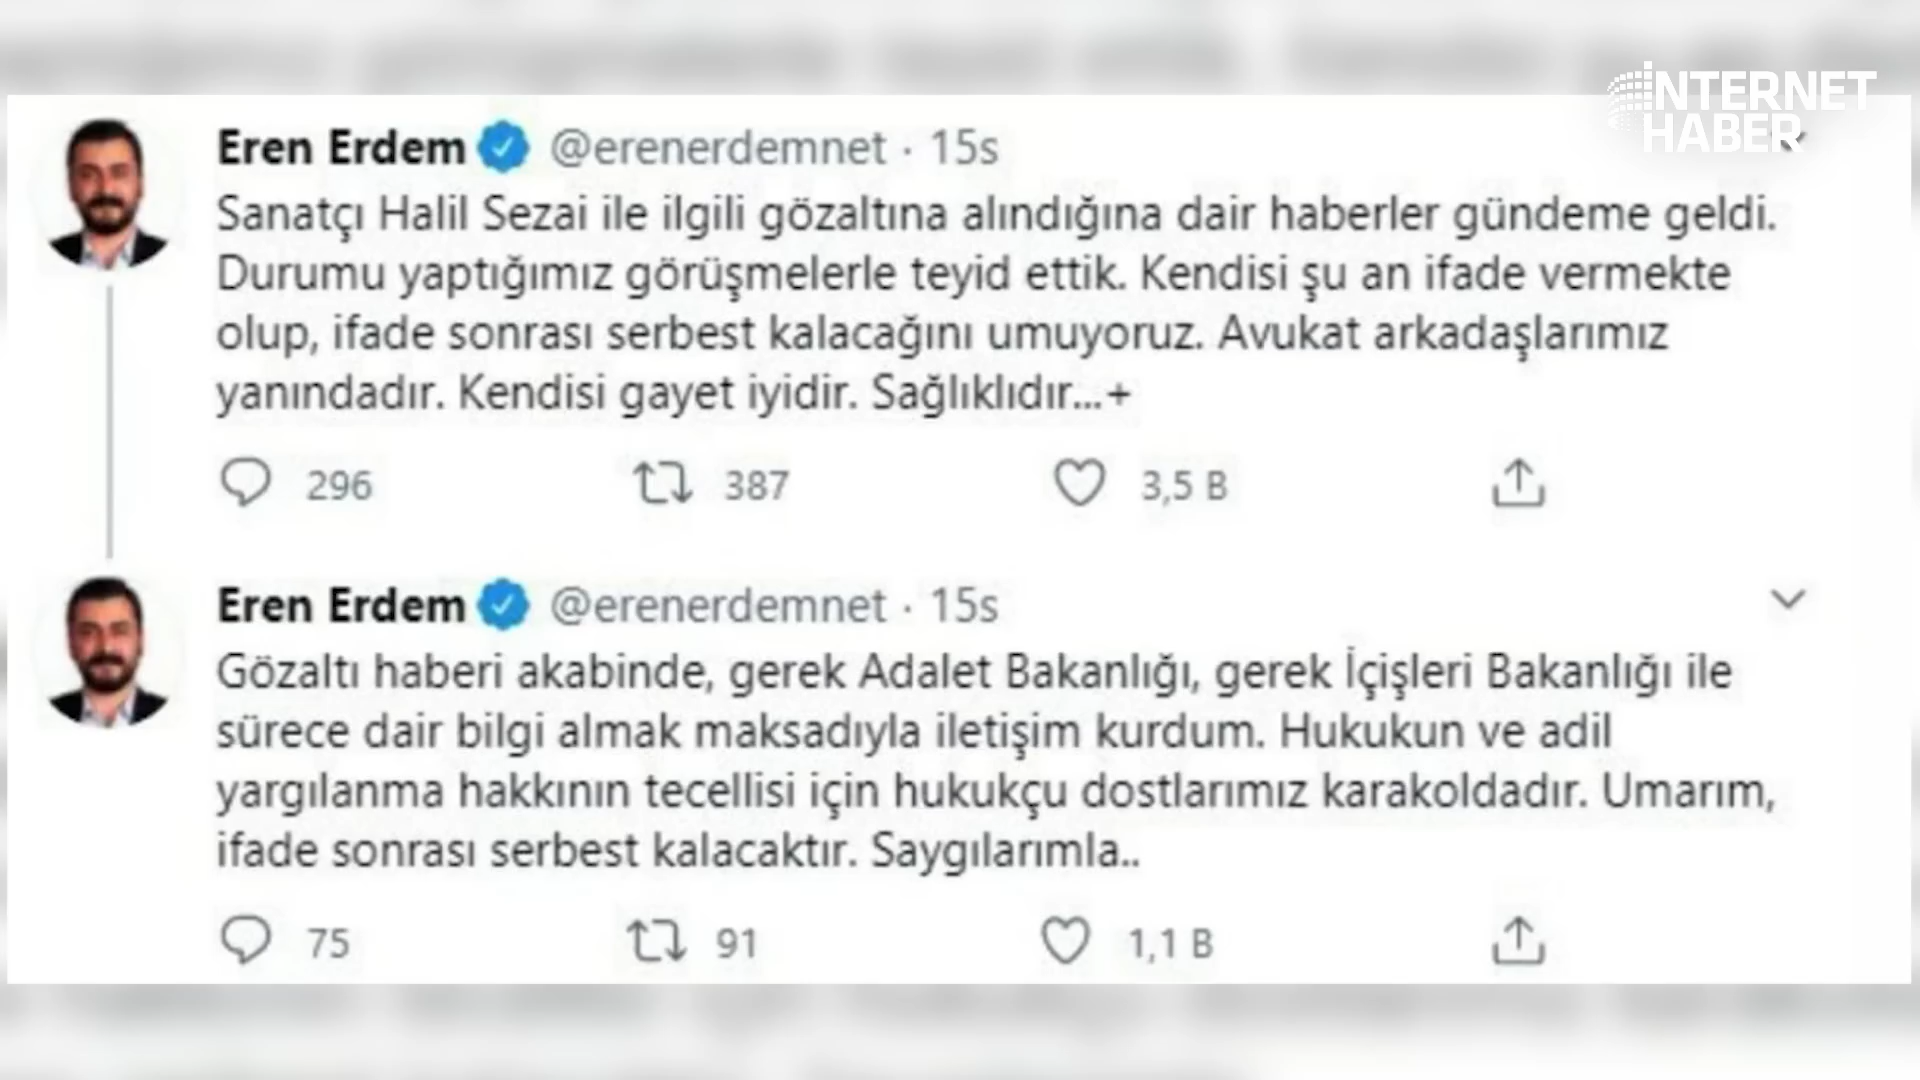 İNTERNET
HABER
Eren Erdem @erenerdemnet · 15s
Sanatçı Halil Sezai ile ilgili gözaltına alındığına dair haberler gündeme geldi.
Durumu yaptığımız görüşmelerle teyid ettik. Kendisi şu an ifade vermekte
olup, ifade sonrası serbest kalacağını umuyoruz. Avukat arkadaşlarımız
yanındadır. Kendisi gayet iyidir. Sağlıklıdır...+
296 387 3,5 B
Eren Erdem @erenerdemnet · 15s
Gözaltı haberi akabinde, gerek Adalet Bakanlığı, gerek İçişleri Bakanlığı ile
sürece dair bilgi almak maksadıyla iletişim kurdum. Hukukun ve adil
yargılanma hakkının tecellisi için hukukçu dostlarımız karakoldadır. Umarım,
ifade sonrası serbest kalacaktır. Saygılarımla..
75 91 1,1 B